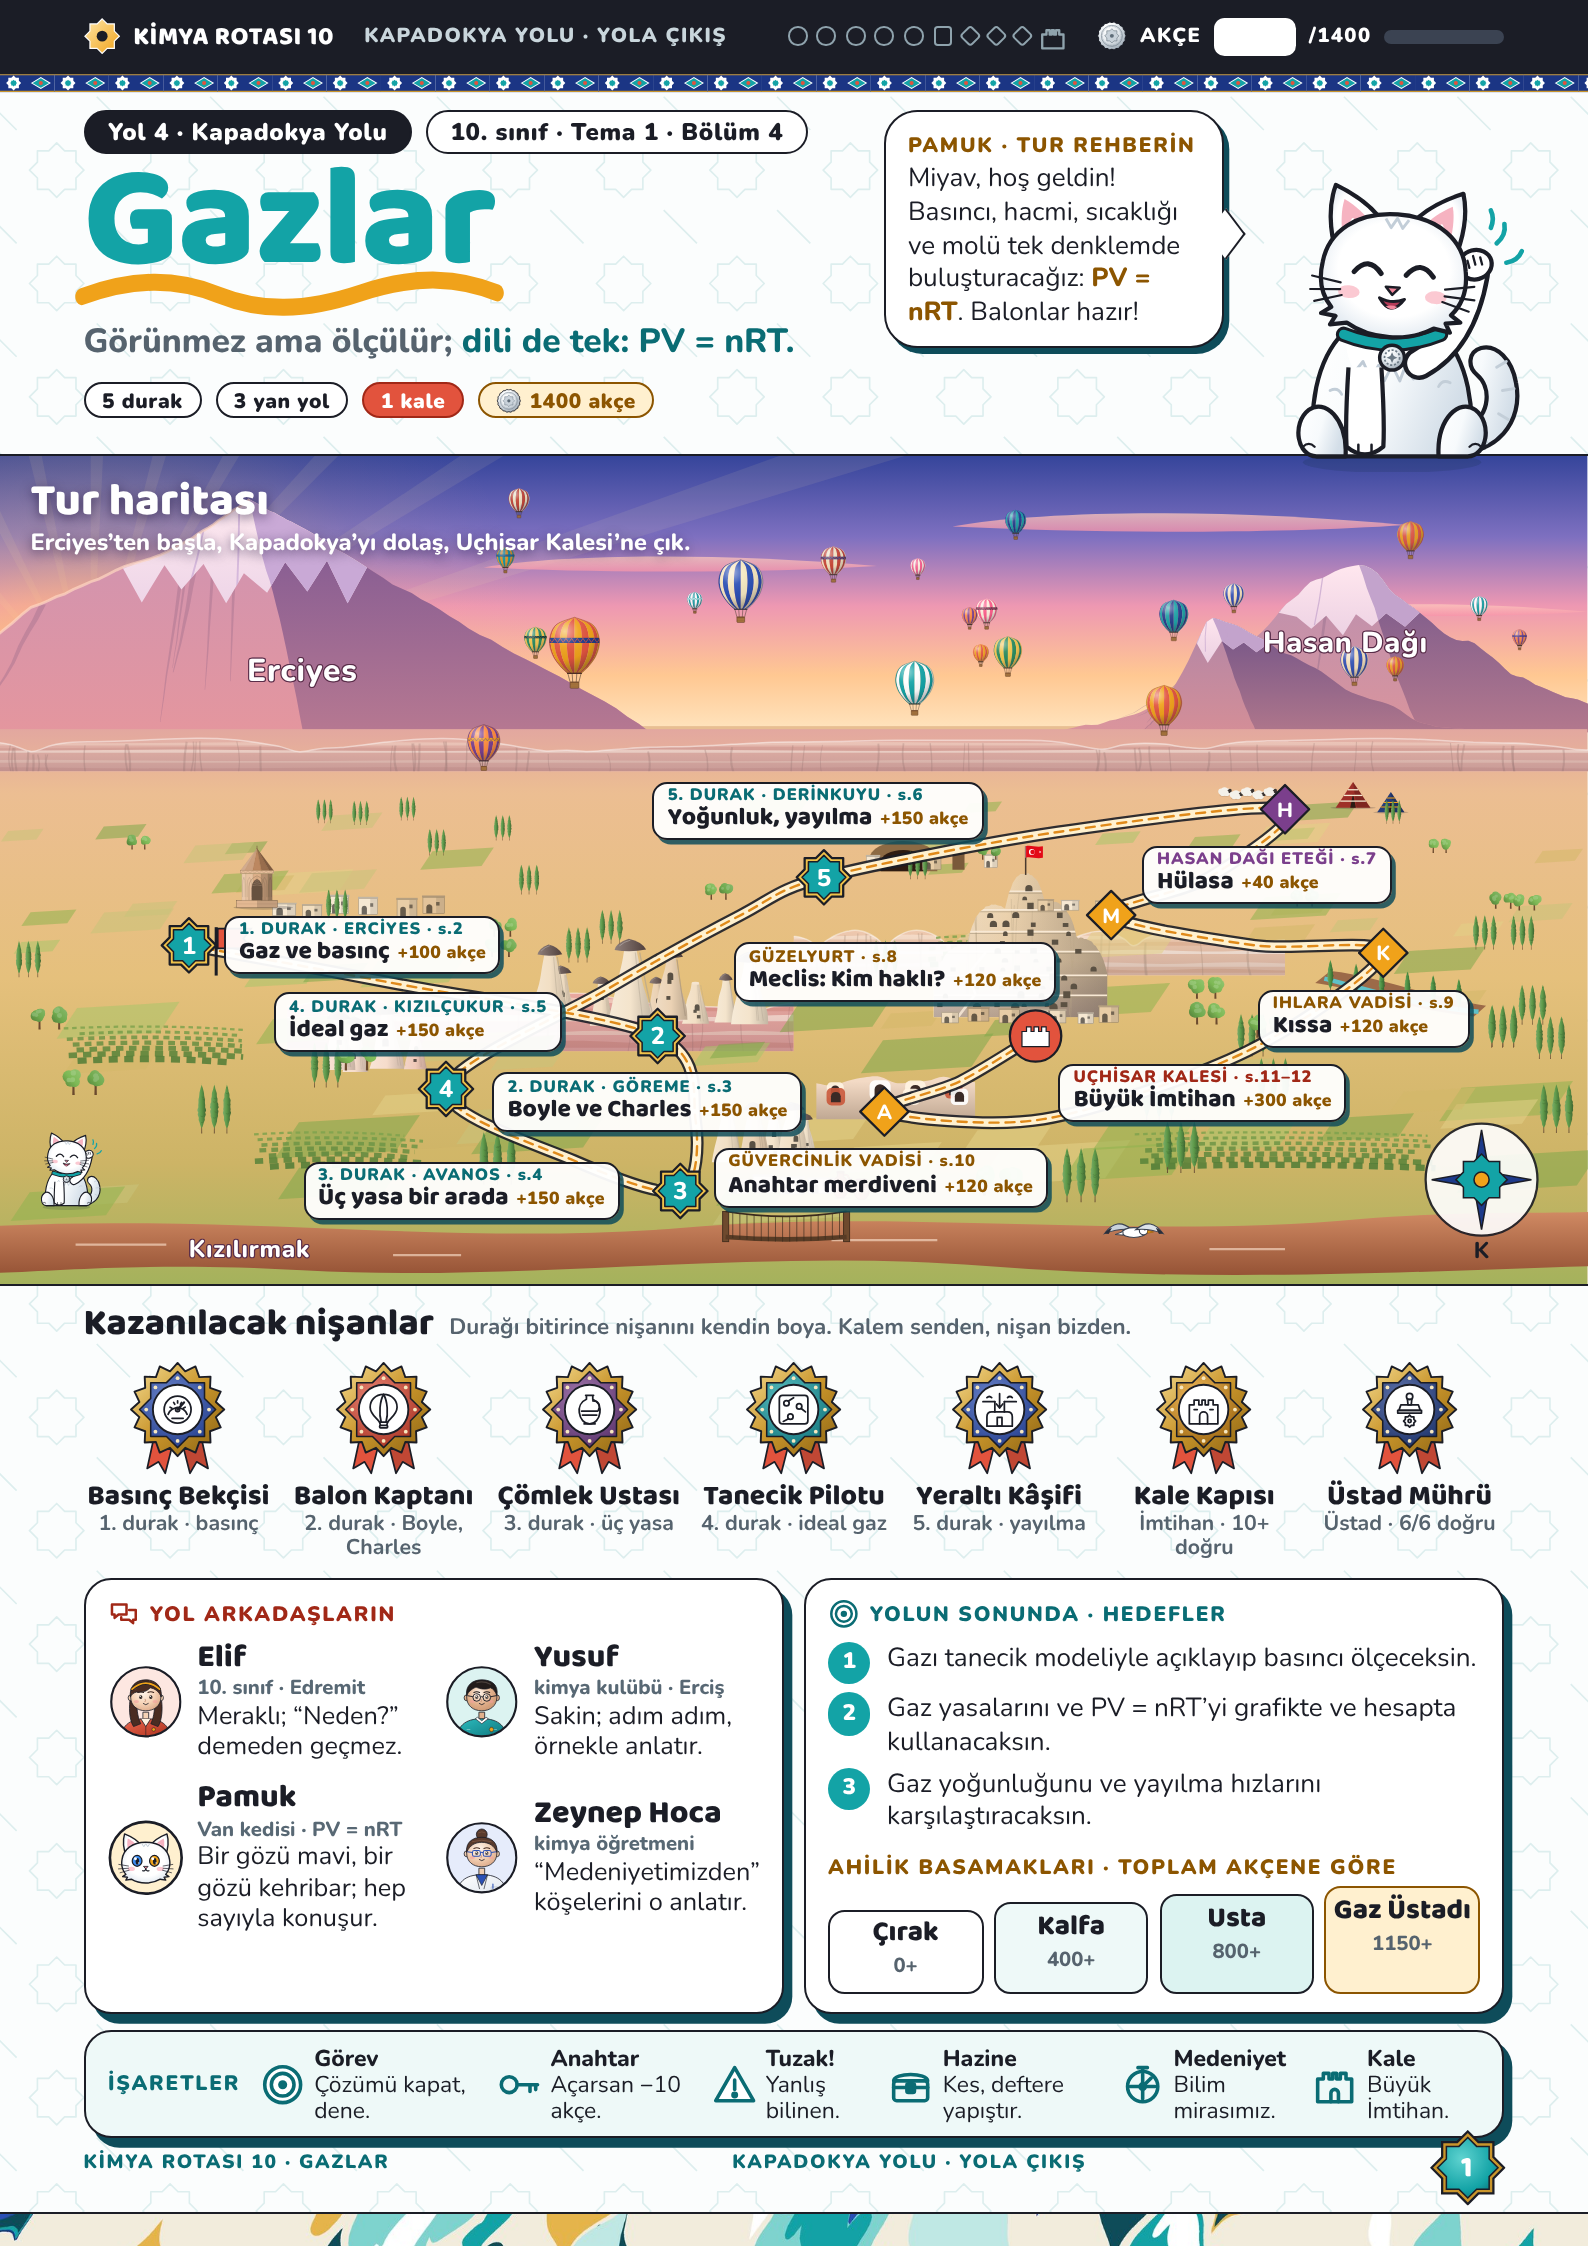 KİMYA ROTASI 10
KAPADOKYA YOLU · YOLA ÇIKIŞ
AKÇE /1400
Yol 4 · Kapadokya Yolu
10. sınıf · Tema 1 · Bölüm 4
Gazlar
Görünmez ama ölçülür; dili de tek: PV = nRT.
5 durak
3 yan yol
1 kale
1400 akçe
PAMUK · TUR REHBERİN
Miyav, hoş geldin!
Basıncı, hacmi, sıcaklığı
ve molü tek denklemde
buluşturacağız: PV =
nRT. Balonlar hazır!
Tur haritası
Erciyes’ten başla, Kapadokya’yı dolaş, Uçhisar Kalesi’ne çık.
Erciyes
Hasan Dağı
5. DURAK · DERİNKUYU · s.6
Yoğunluk, yayılma +150 akçe
H
5
HASAN DAĞI ETEĞİ · s.7
Hülasa +40 akçe
M
1
1. DURAK · ERCİYES · s.2
Gaz ve basınç +100 akçe
K
GÜZELYURT · s.8
Meclis: Kim haklı? +120 akçe
4. DURAK · KIZILÇUKUR · s.5
İdeal gaz +150 akçe
2
IHLARA VADİSİ · s.9
Kıssa +120 akçe
4
2. DURAK · GÖREME · s.3
Boyle ve Charles +150 akçe
A
UÇHİSAR KALESİ · s.11–12
Büyük İmtihan +300 akçe
3. DURAK · AVANOS · s.4
Üç yasa bir arada +150 akçe
3
GÜVERCİNLİK VADİSİ · s.10
Anahtar merdiveni +120 akçe
Kızılırmak
K
Kazanılacak nişanlar
Durağı bitirince nişanını kendin boya. Kalem senden, nişan bizden.
Basınç Bekçisi
1. durak · basınç
Balon Kaptanı
2. durak · Boyle,
Charles
Çömlek Ustası
3. durak · üç yasa
Tanecik Pilotu
4. durak · ideal gaz
Yeraltı Kâşifi
5. durak · yayılma
Kale Kapısı
İmtihan · 10+
doğru
Üstad Mührü
Üstad · 6/6 doğru
YOL ARKADAŞLARIN
Elif
10. sınıf · Edremit
Meraklı; “Neden?”
demeden geçmez.
Yusuf
kimya kulübü · Erciş
Sakin; adım adım,
örnekle anlatır.
Pamuk
Van kedisi · PV = nRT
Bir gözü mavi, bir
gözü kehribar; hep
sayıyla konuşur.
Zeynep Hoca
kimya öğretmeni
“Medeniyetimizden”
köşelerini o anlatır.
YOLUN SONUNDA · HEDEFLER
1 Gazı tanecik modeliyle açıklayıp basıncı ölçeceksin.
2 Gaz yasalarını ve PV = nRT’yi grafikte ve hesapta
kullanacaksın.
3 Gaz yoğunluğunu ve yayılma hızlarını
karşılaştıracaksın.
AHİLİK BASAMAKLARI · TOPLAM AKÇENE GÖRE
Çırak
0+
Kalfa
400+
Usta
800+
Gaz Üstadı
1150+
İŞARETLER
Görev
Çözümü kapat,
dene.
Anahtar
Açarsan −10
akçe.
Tuzak!
Yanlış
bilinen.
Hazine
Kes, deftere
yapıştır.
Medeniyet
Bilim
mirasımız.
Kale
Büyük
İmtihan.
KİMYA ROTASI 10 · GAZLAR
KAPADOKYA YOLU · YOLA ÇIKIŞ
1